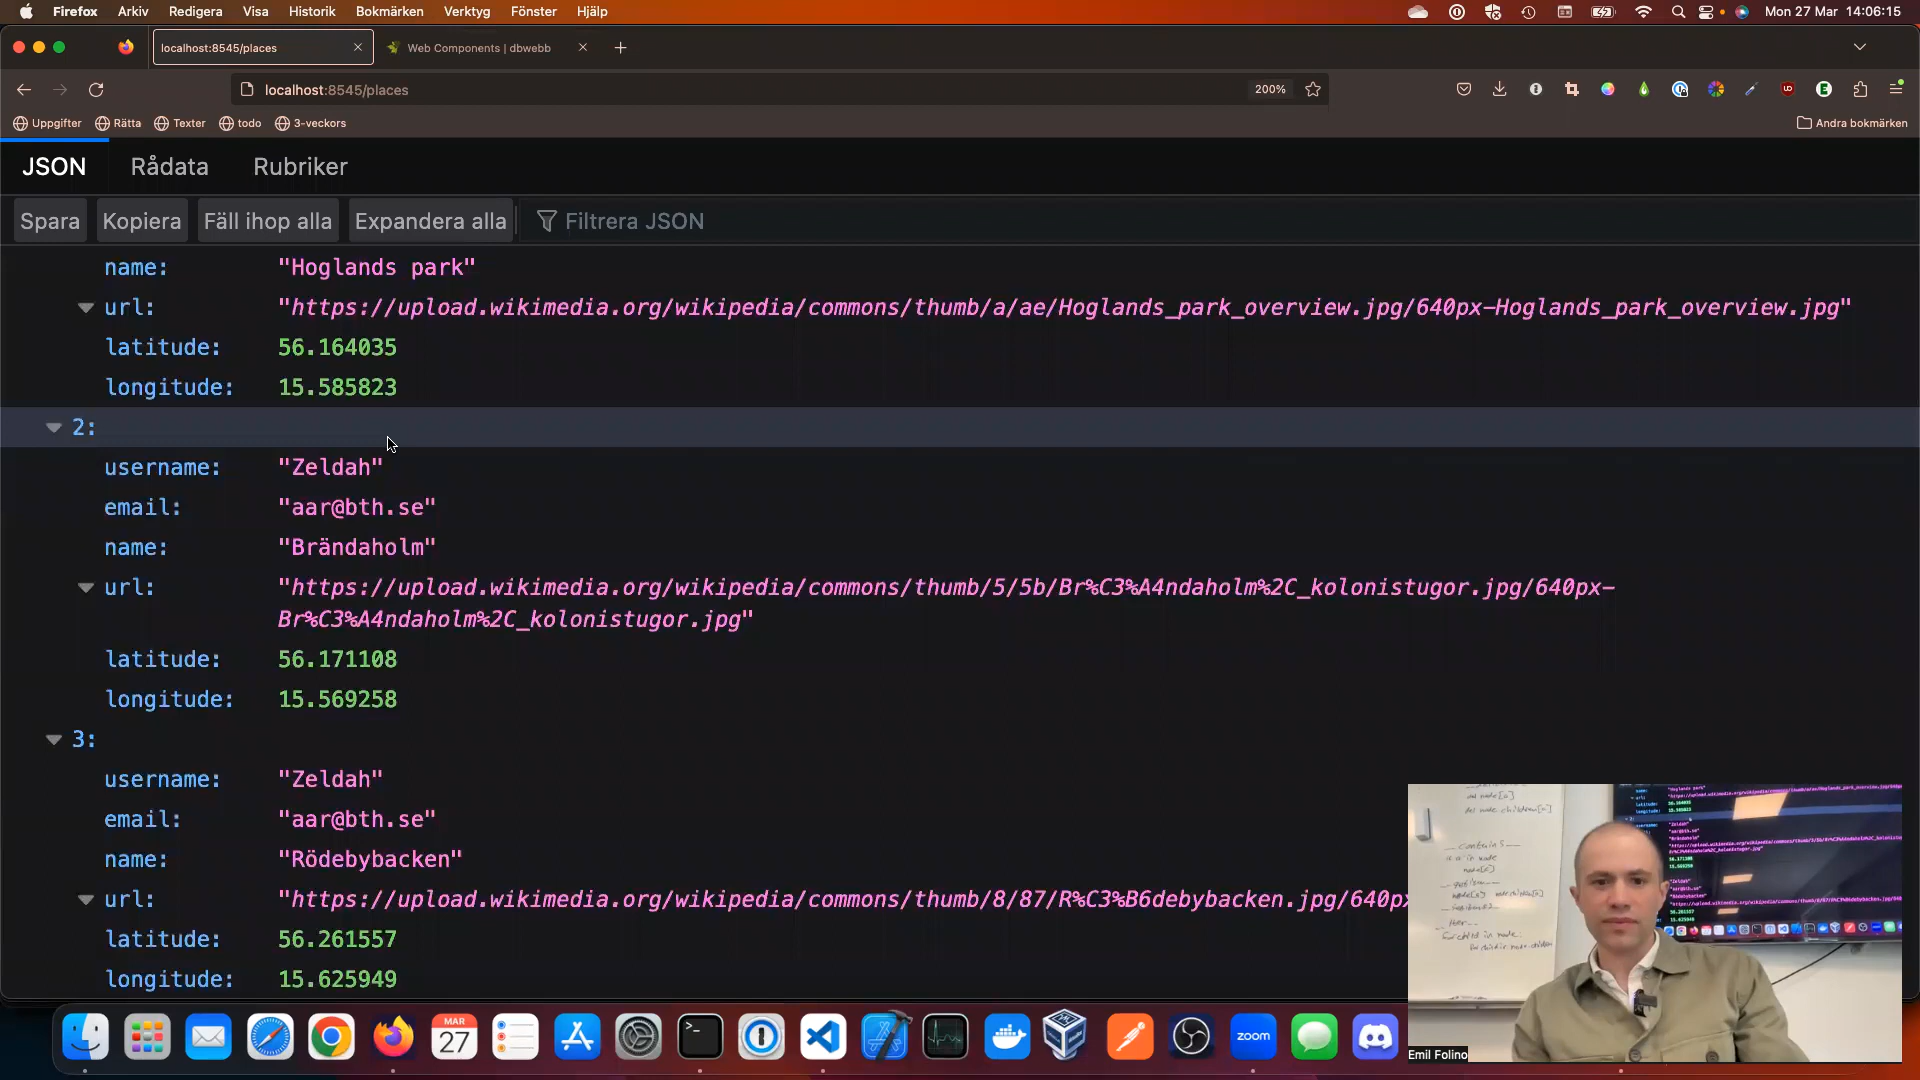 Firefox Arkiv Redigera Visa Historik Bokmärken Verktyg Fönster Hjälp Mon 27 Mar 14:06:15
localhost:8545/places Web Components | dbwebb
localhost:8545/places 200%
Uppgifter Rätta Texter todo 3-veckors Andra bokmärken
JSON Rådata Rubriker
Spara Kopiera Fäll ihop alla Expandera alla Filtrera JSON
name: "Hoglands park"
url: "https://upload.wikimedia.org/wikipedia/commons/thumb/a/ae/Hoglands_park_overview.jpg/640px-Hoglands_park_overview.jpg"
latitude: 56.164035
longitude: 15.585823
2:
username: "Zeldah"
email: "aar@bth.se"
name: "Brändaholm"
url: "https://upload.wikimedia.org/wikipedia/commons/thumb/5/5b/Br%C3%A4ndaholm%2C_kolonistugor.jpg/640px-
Br%C3%A4ndaholm%2C_kolonistugor.jpg"
latitude: 56.171108
longitude: 15.569258
3:
username: "Zeldah"
email: "aar@bth.se"
name: "Rödebybacken"
url: "https://upload.wikimedia.org/wikipedia/commons/thumb/8/87/R%C3%B6debybacken.jpg/640px
latitude: 56.261557
longitude: 15.625949
MAR
27
zoom
Emil Folino